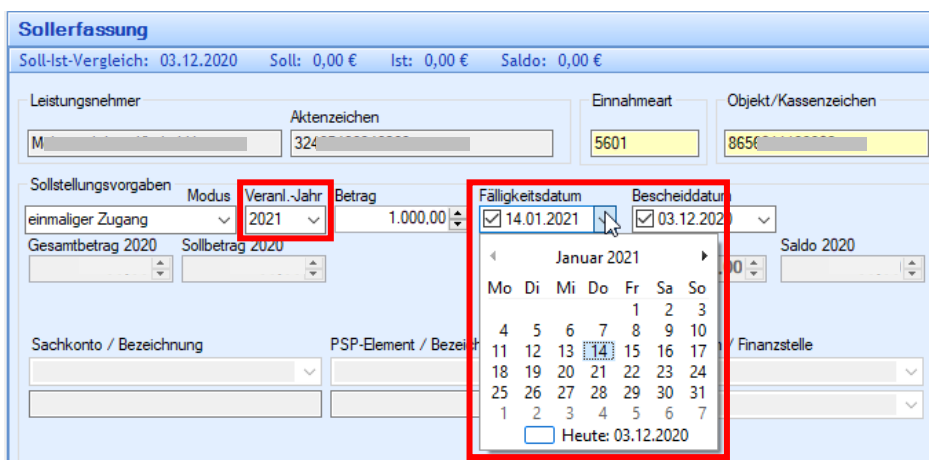 Sollerfassung
Soll-Ist-Vergleich: 03.12.2020 Soll: 0,00 € Ist: 0,00 € Saldo: 0,00 €
Leistungsnehmer Einnahmeart Objekt/Kassenzeichen
Aktenzeichen
M 324 5601 865
Sollstellungsvorgaben
Modus Veranl.-Jahr Betrag Fälligkeitsdatum Bescheiddatum
einmaliger Zugang 2021 1.000,00 14.01.2021 03.12.2020
Gesamtbetrag 2020 Sollbetrag 2020 Saldo 2020
Januar 2021
Mo Di Mi Do Fr Sa So
1 2 3
4 5 6 7 8 9 10
11 12 13 14 15 16 17
18 19 20 21 22 23 24
25 26 27 28 29 30 31
1 2 3 4 5 6 7
Heute: 03.12.2020
Sachkonto / Bezeichnung PSP-Element / / Finanzstelle